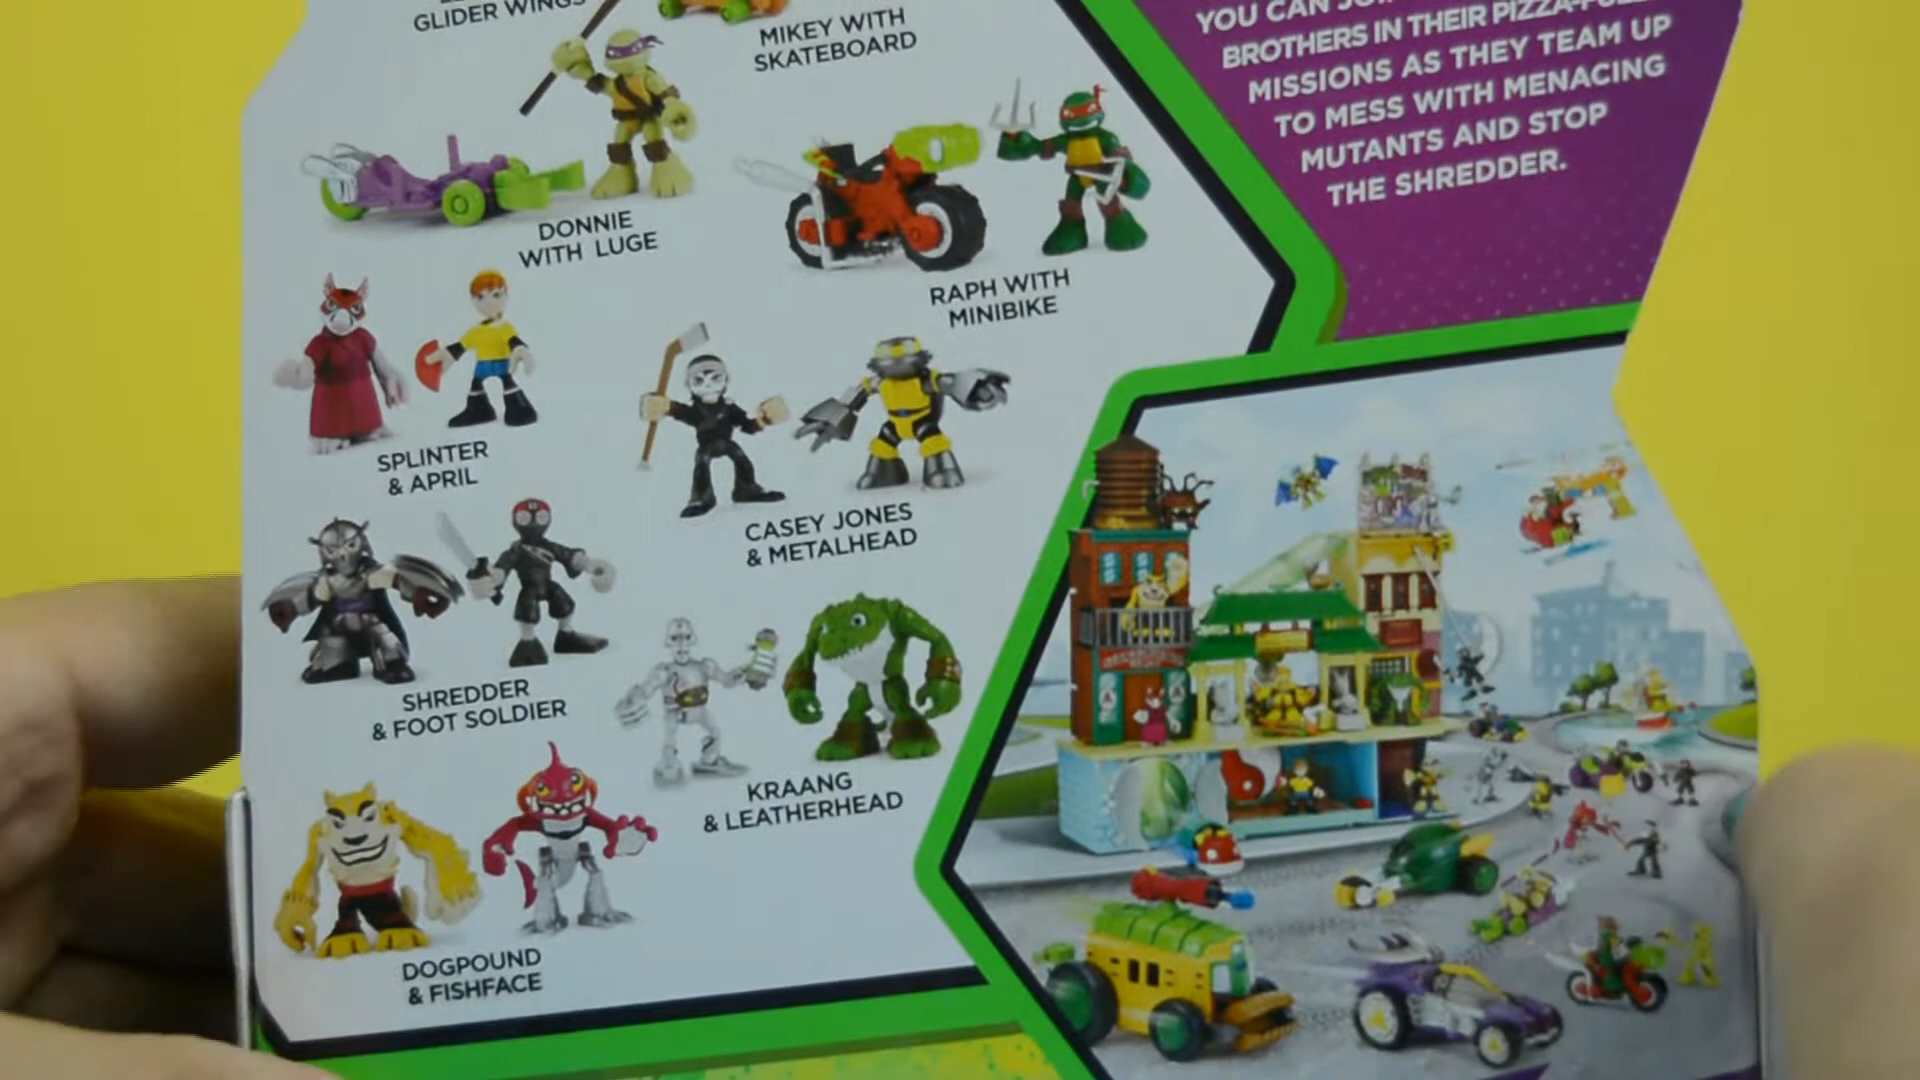 GLIDER WINGS
MIKEY WITH
SKATEBOARD
DONNIE
WITH LUGE
RAPH WITH
MINIBIKE
SPLINTER
& APRIL
CASEY JONES
& METALHEAD
SHREDDER
& FOOT SOLDIER
KRAANG
& LEATHERHEAD
DOGPOUND
& FISHFACE
YOU CAN
BROTHERS IN THEIR
MISSIONS AS THEY TEAM UP
TO MESS WITH MENACING
MUTANTS AND STOP
THE SHREDDER.